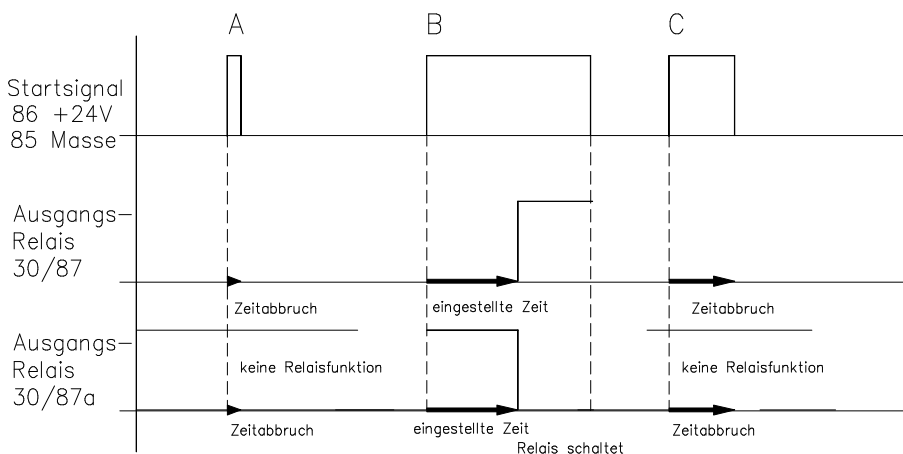 A B C
Startsignal
86 +24V
85 Masse
Ausgangs-
Relais
30/87
Zeitabbruch eingestellte Zeit Zeitabbruch
Ausgangs-
Relais
30/87a
keine Relaisfunktion keine Relaisfunktion
Zeitabbruch eingestellte Zeit Zeitabbruch
Relais schaltet